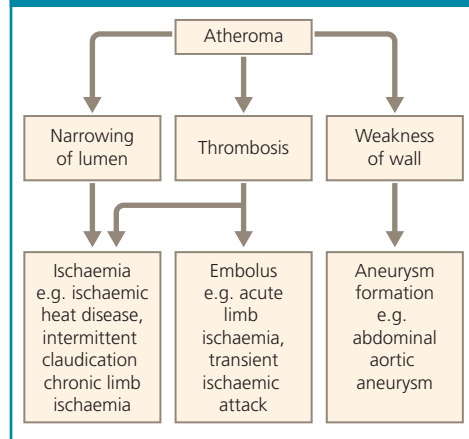 Atheroma
Narrowing
of lumen
Thrombosis
Weakness
of wall
Ischaemia
e.g. ischaemic
heat disease,
intermittent
claudication
chronic limb
ischaemia
Embolus
e.g. acute
limb
ischaemia,
transient
ischaemic
attack
Aneurysm
formation
e.g.
abdominal
aortic
aneurysm